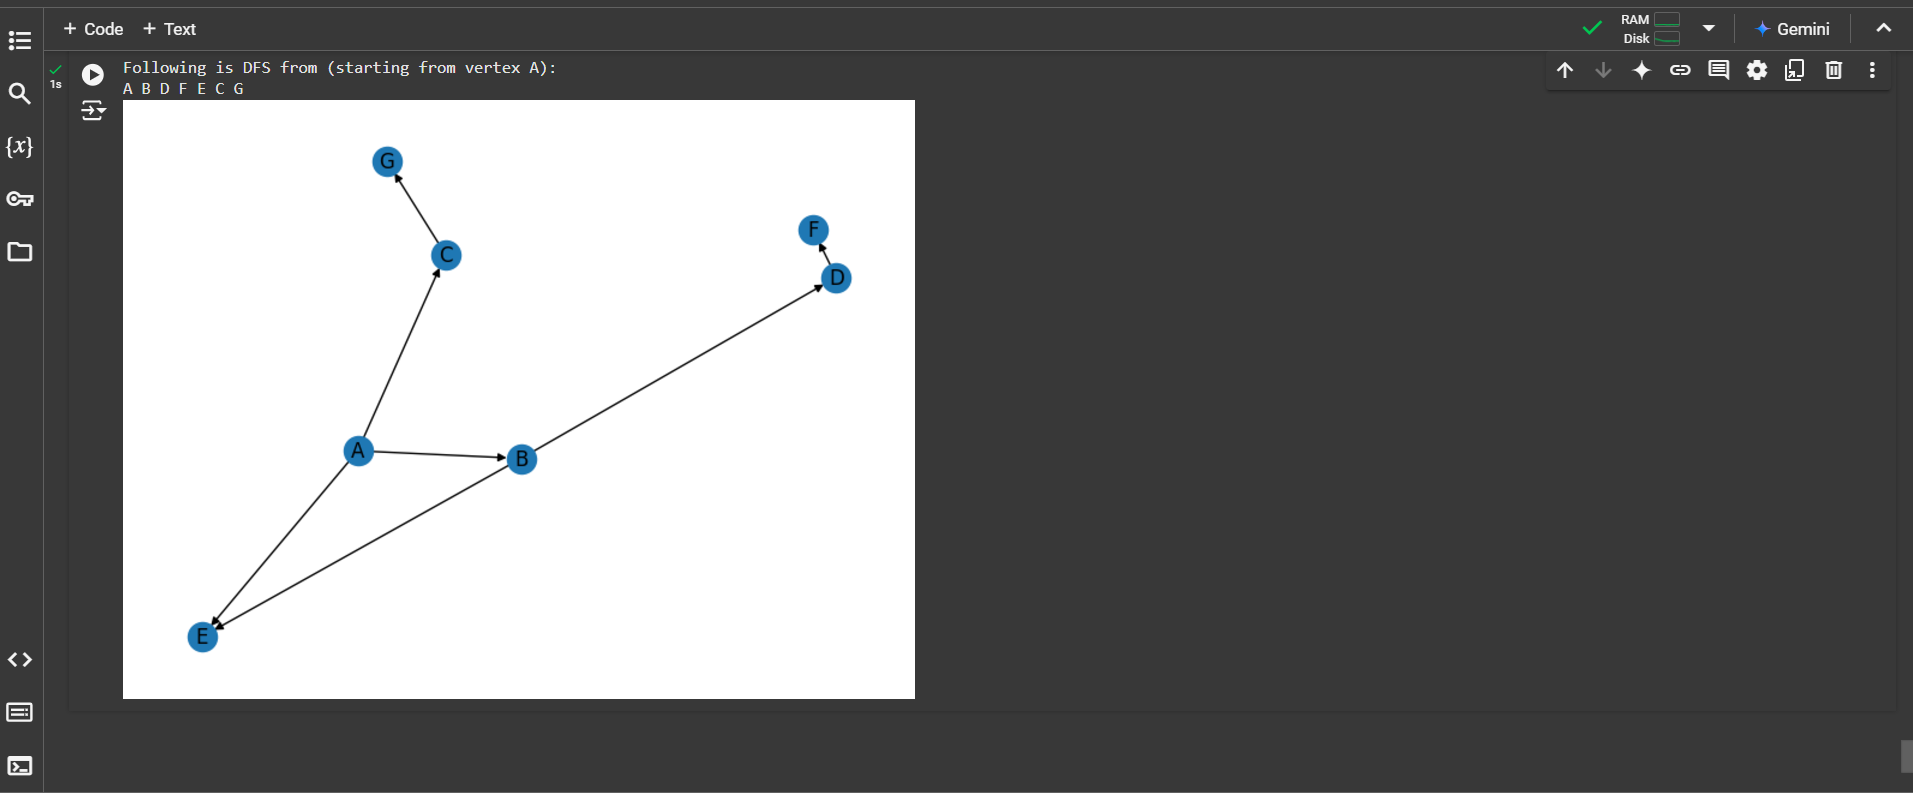 + Code + Text
RAM
Disk
Gemini
1s
{x}
Following is DFS from (starting from vertex A):
A B D F E C G
G
F
C
D
A
B
E